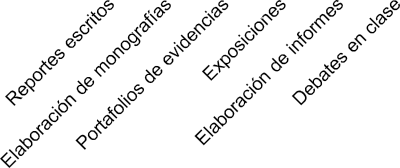 Reportes escritos
Elaboración de monografías
Portafolios de evidencias
Exposiciones
Elaboración de informes
Debates en clase